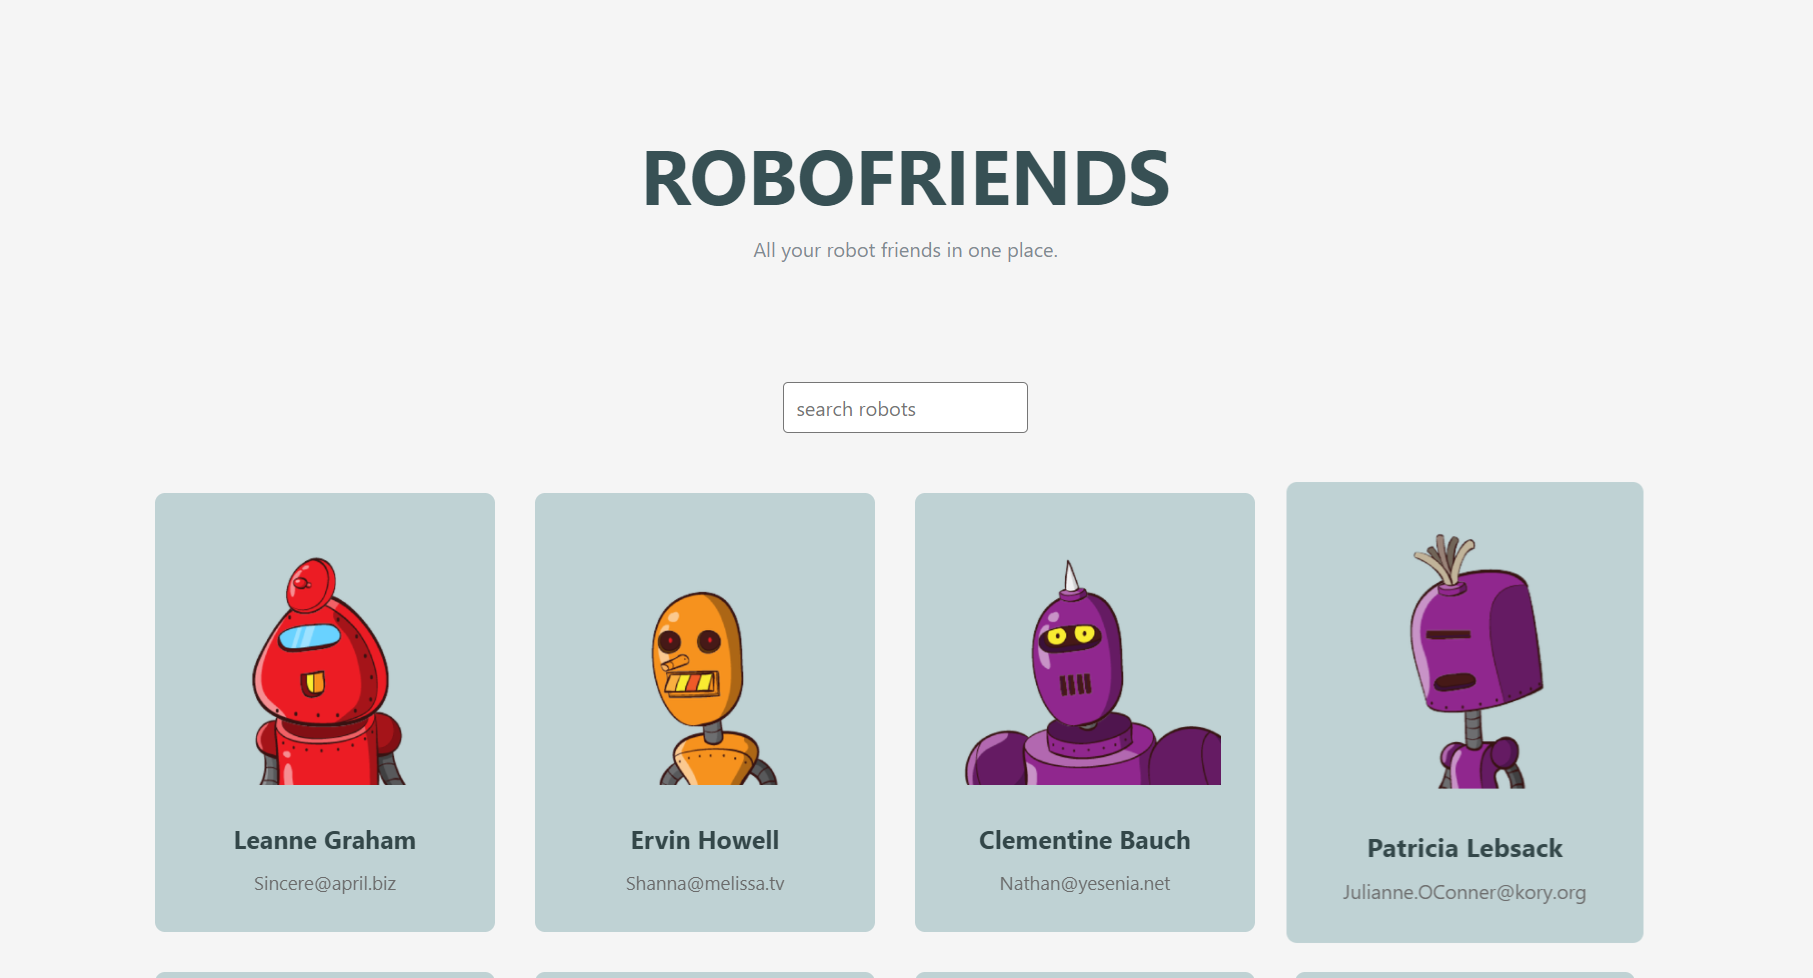 ROBOFRIENDS
All your robot friends in one place.
search robots
Leanne Graham
Sincere@april.biz
Ervin Howell
Shanna@melissa.tv
Clementine Bauch
Nathan@yesenia.net
Patricia Lebsack
Julianne.OConner@kory.org